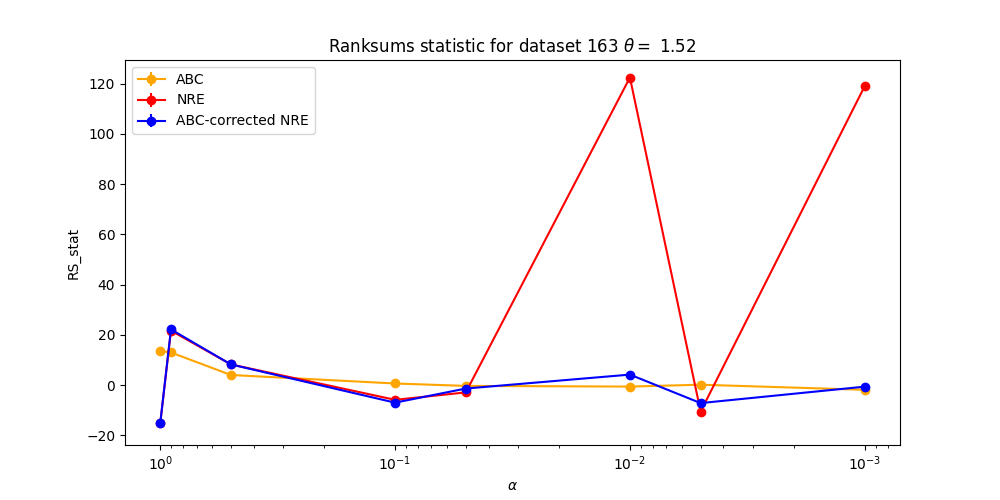 Ranksums statistic for dataset 163 θ = 1.52
ABC
NRE
ABC-corrected NRE
RS_stat
120
100
80
60
40
20
0
−20
10⁰
10⁻¹
10⁻²
10⁻³
α